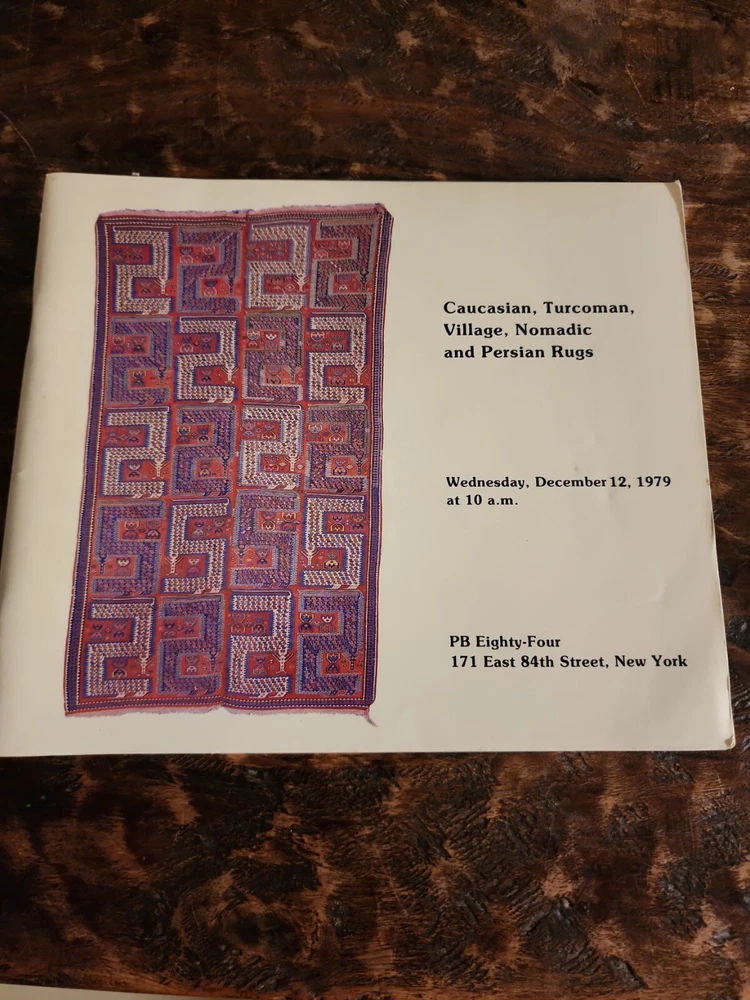 Caucasian, Turcoman,
Village, Nomadic
and Persian Rugs
Wednesday, December 12, 1979
at 10 a.m.
PB Eighty-Four
171 East 84th Street, New York